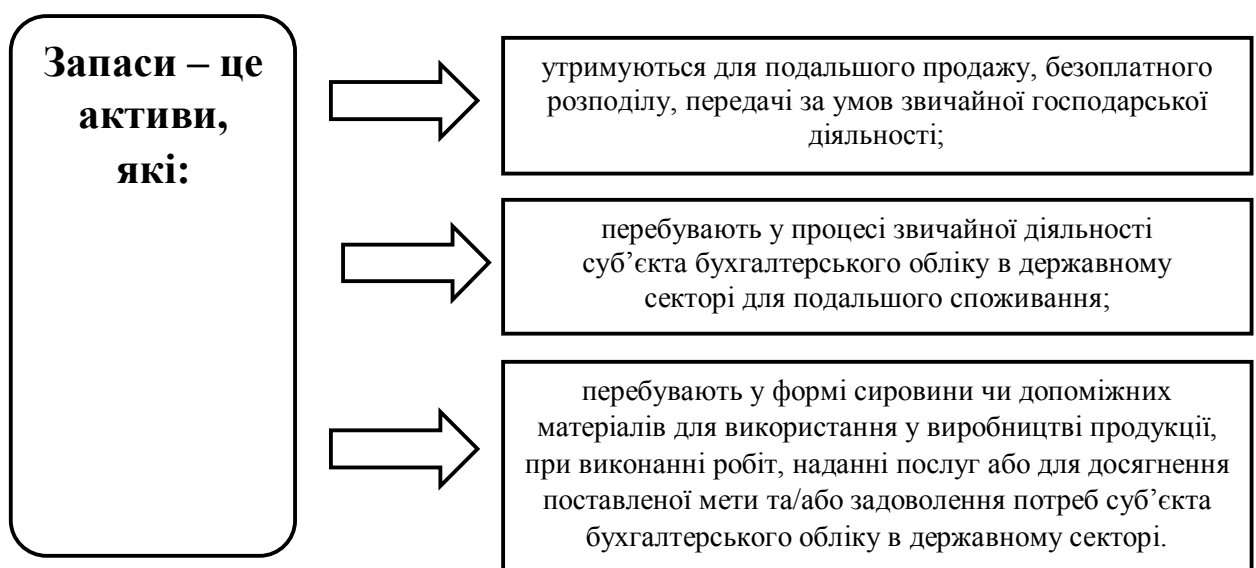 Запаси – це
активи,
які:
утримуються для подальшого продажу, безоплатного
розподілу, передачі за умов звичайної господарської
діяльності;
перебувають у процесі звичайної діяльності
суб’єкта бухгалтерського обліку в державному
секторі для подальшого споживання;
перебувають у формі сировини чи допоміжних
матеріалів для використання у виробництві продукції,
при виконанні робіт, наданні послуг або для досягнення
поставленої мети та/або задоволення потреб суб’єкта
бухгалтерського обліку в державному секторі.